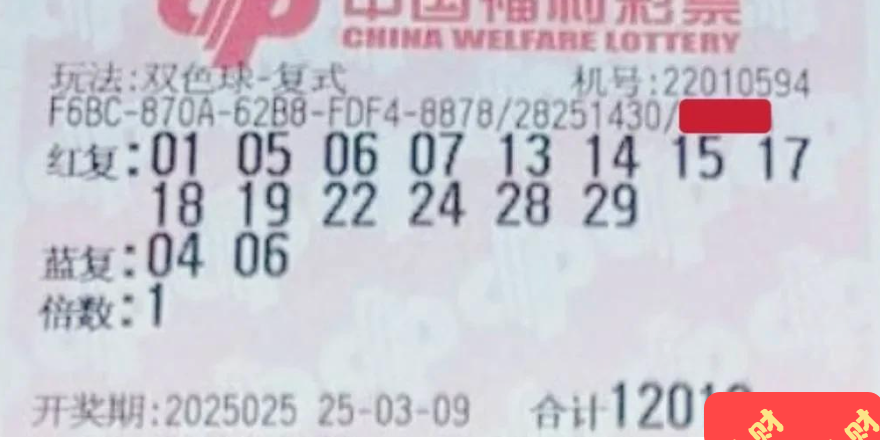 中国福利彩票
CHINA WELFARE LOTTERY
玩法:双色球-复式 机号:22010594
F6BC-870A-62B8-FDF4-8878/28251430/
红复:01 05 06 07 13 14 15 17
18 19 22 24 28 29
蓝复:04 06
倍数:1
开奖期:2025025 25-03-09 合计
财 财